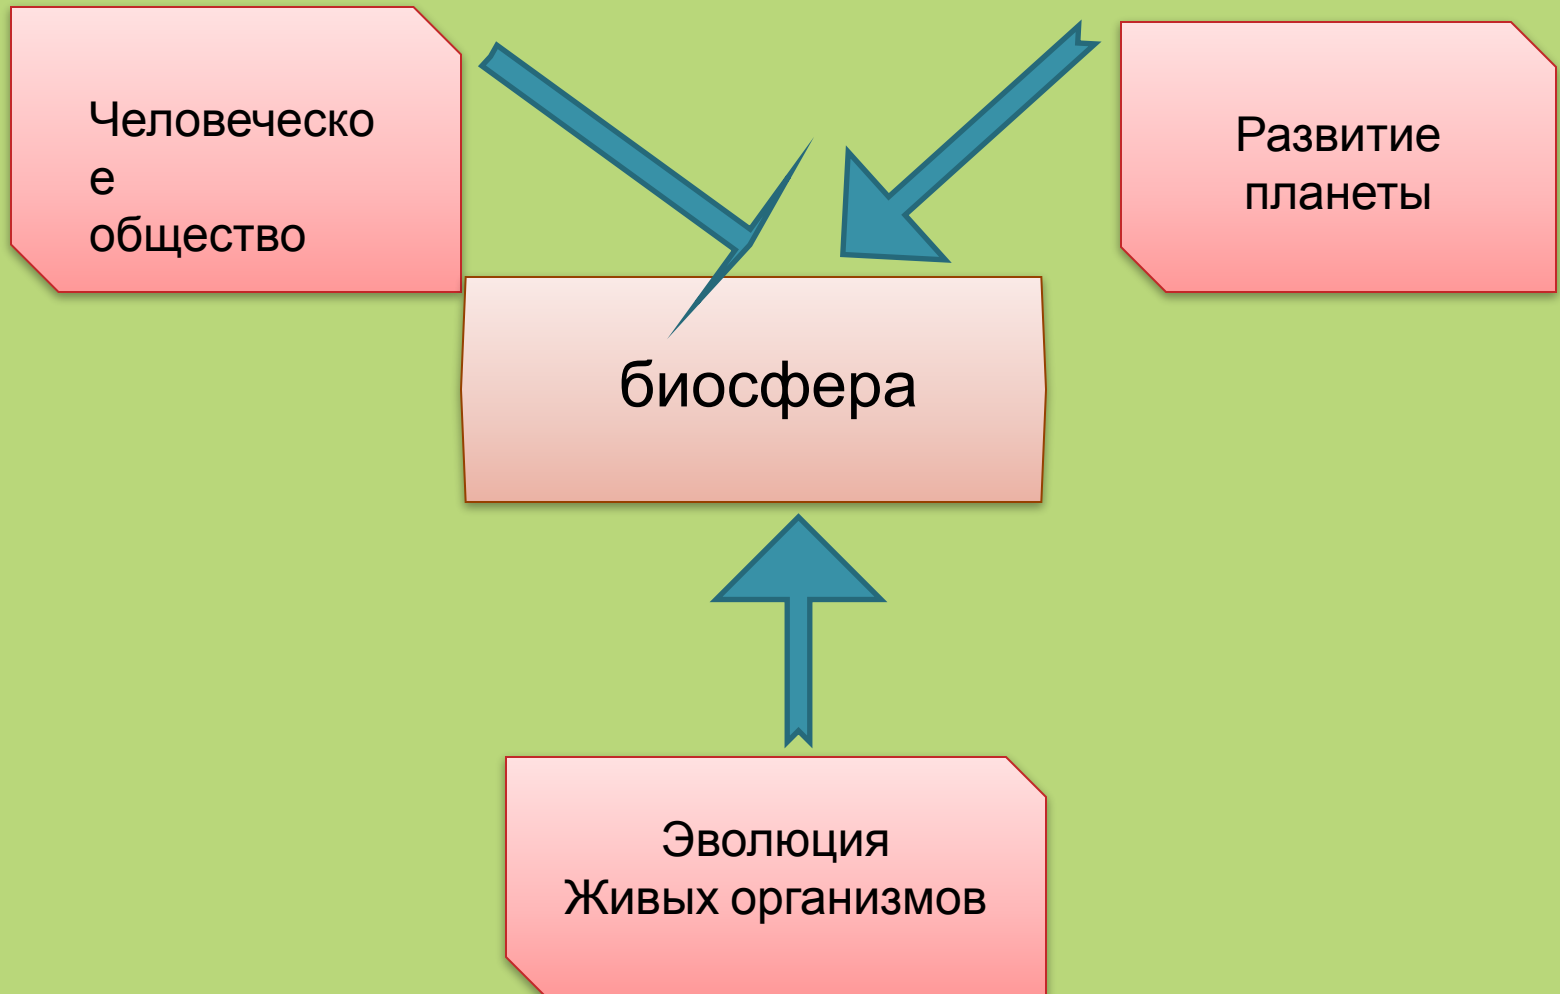 Человеческо
е
общество
Развитие
планеты
биосфера
Эволюция
Живых организмов